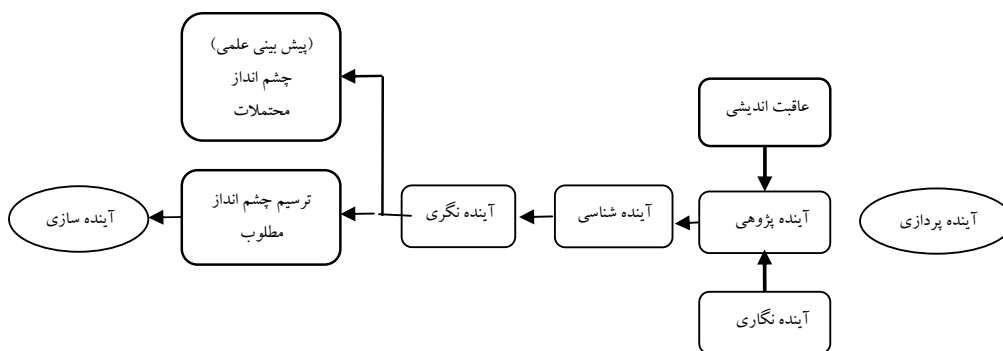 عاقبت اندیشی
آینده پردازی
آینده پژوهی
آینده نگاری
آینده شناسی
آینده نگری
(پیش بینی علمی)
چشم انداز
محتملات
ترسیم چشم انداز
مطلوب
آینده سازی